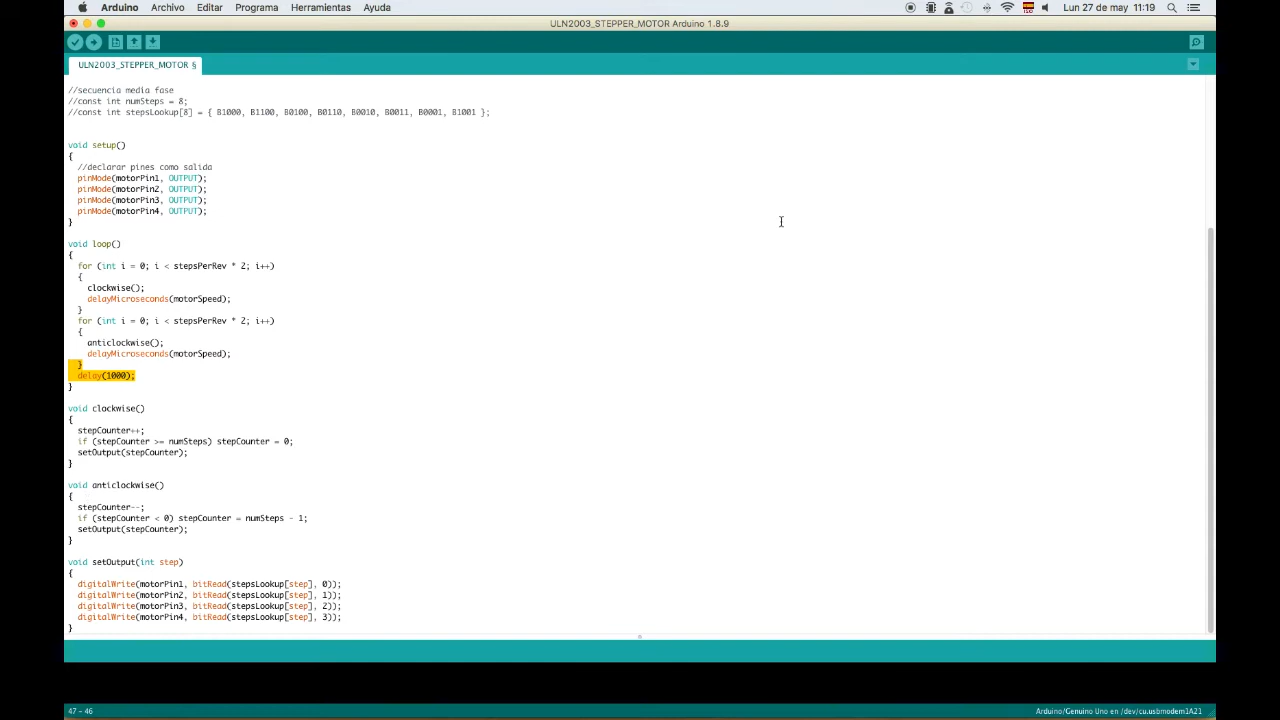 Arduino Archivo Editar Programa Herramientas Ayuda Lun 27 de may 11:19
ULN2003_STEPPER_MOTOR Arduino 1.8.9
ULN2003_STEPPER_MOTOR §
//secuencia media fase
//const int numSteps = 8;
//const int stepsLookup[8] = { B1000, B1100, B0100, B0110, B0010, B0011, B0001, B1001 };
void setup()
{
//declarar pines como salida
pinMode(motorPin1, OUTPUT);
pinMode(motorPin2, OUTPUT);
pinMode(motorPin3, OUTPUT);
pinMode(motorPin4, OUTPUT);
}
void loop()
{
for (int i = 0; i < stepsPerRev * 2; i++)
{
clockwise();
delayMicroseconds(motorSpeed);
}
for (int i = 0; i < stepsPerRev * 2; i++)
{
anticlockwise();
delayMicroseconds(motorSpeed);
}
delay(1000);
}
void clockwise()
{
stepCounter++;
if (stepCounter >= numSteps) stepCounter = 0;
setOutput(stepCounter);
}
void anticlockwise()
{
stepCounter--;
if (stepCounter < 0) stepCounter = numSteps - 1;
setOutput(stepCounter);
}
void setOutput(int step)
{
digitalWrite(motorPin1, bitRead(stepsLookup[step], 0));
digitalWrite(motorPin2, bitRead(stepsLookup[step], 1));
digitalWrite(motorPin3, bitRead(stepsLookup[step], 2));
digitalWrite(motorPin4, bitRead(stepsLookup[step], 3));
}
47 - 46 Arduino/Genuino Uno en /dev/cu.usbmodem1A21